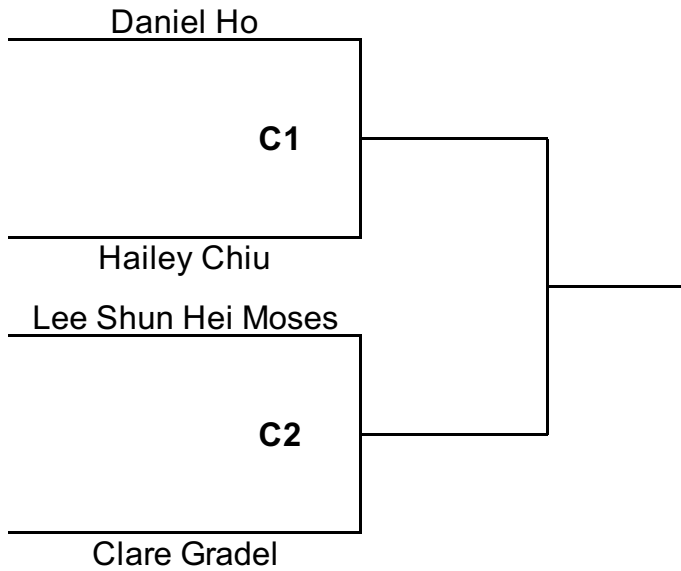 Daniel Ho
C1
Hailey Chiu
Lee Shun Hei Moses
C2
Clare Gradel